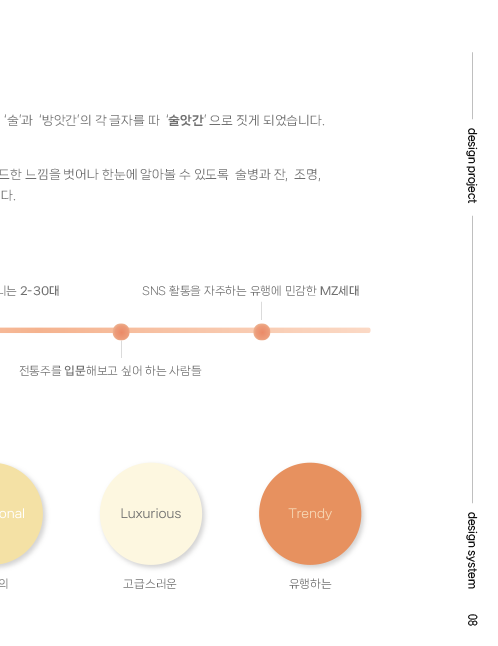 '술'과 '방앗간'의 각 글자를 따 '술앗간' 으로 짓게 되었습니다.
드한 느낌을 벗어나 한눈에 알아볼 수 있도록 술병과 잔, 조명,
다.
니는 2-30대
SNS 활통을 자주하는 유행에 민감한 MZ세대
전통주를 입문해보고 싶어 하는 사람들
onal
Luxurious
Trendy
의
고급스러운
유행하는
design project
design system
08